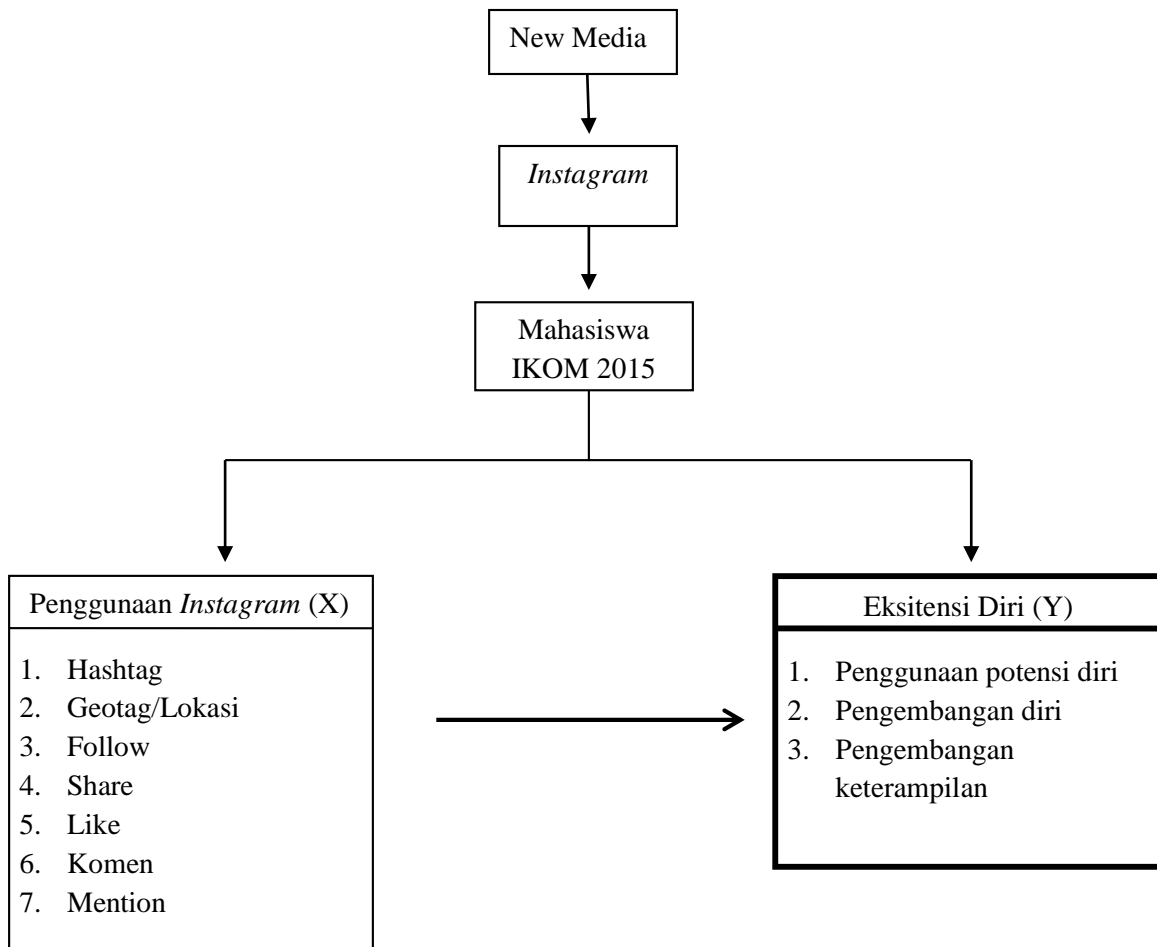 New Media
Instagram
Mahasiswa
IKOM 2015
Penggunaan Instagram (X)
1. Hashtag
2. Geotag/Lokasi
3. Follow
4. Share
5. Like
6. Komen
7. Mention
Eksitensi Diri (Y)
1. Penggunaan potensi diri
2. Pengembangan diri
3. Pengembangan
keterampilan